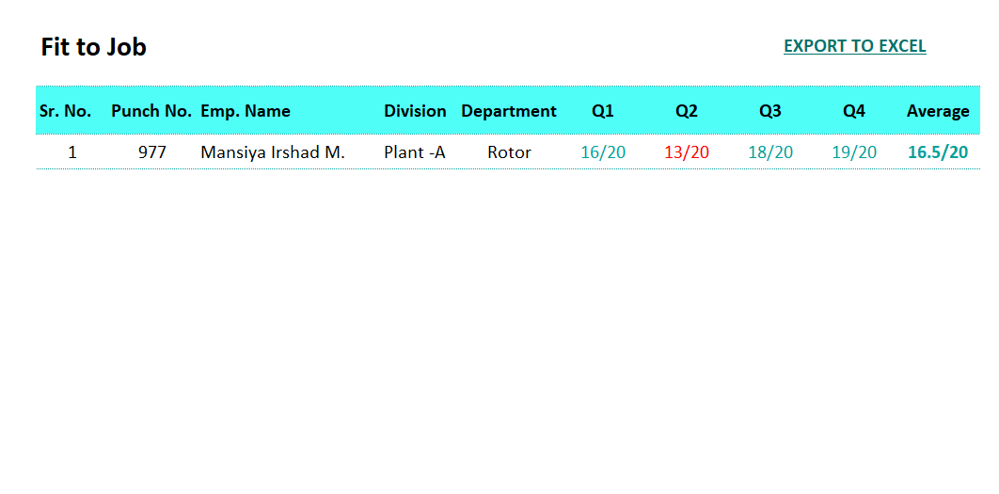 Fit to Job
EXPORT TO EXCEL
Sr. No. Punch No. Emp. Name Division Department Q1 Q2 Q3 Q4 Average
1 977 Mansiya Irshad M. Plant -A Rotor 16/20 13/20 18/20 19/20 16.5/20